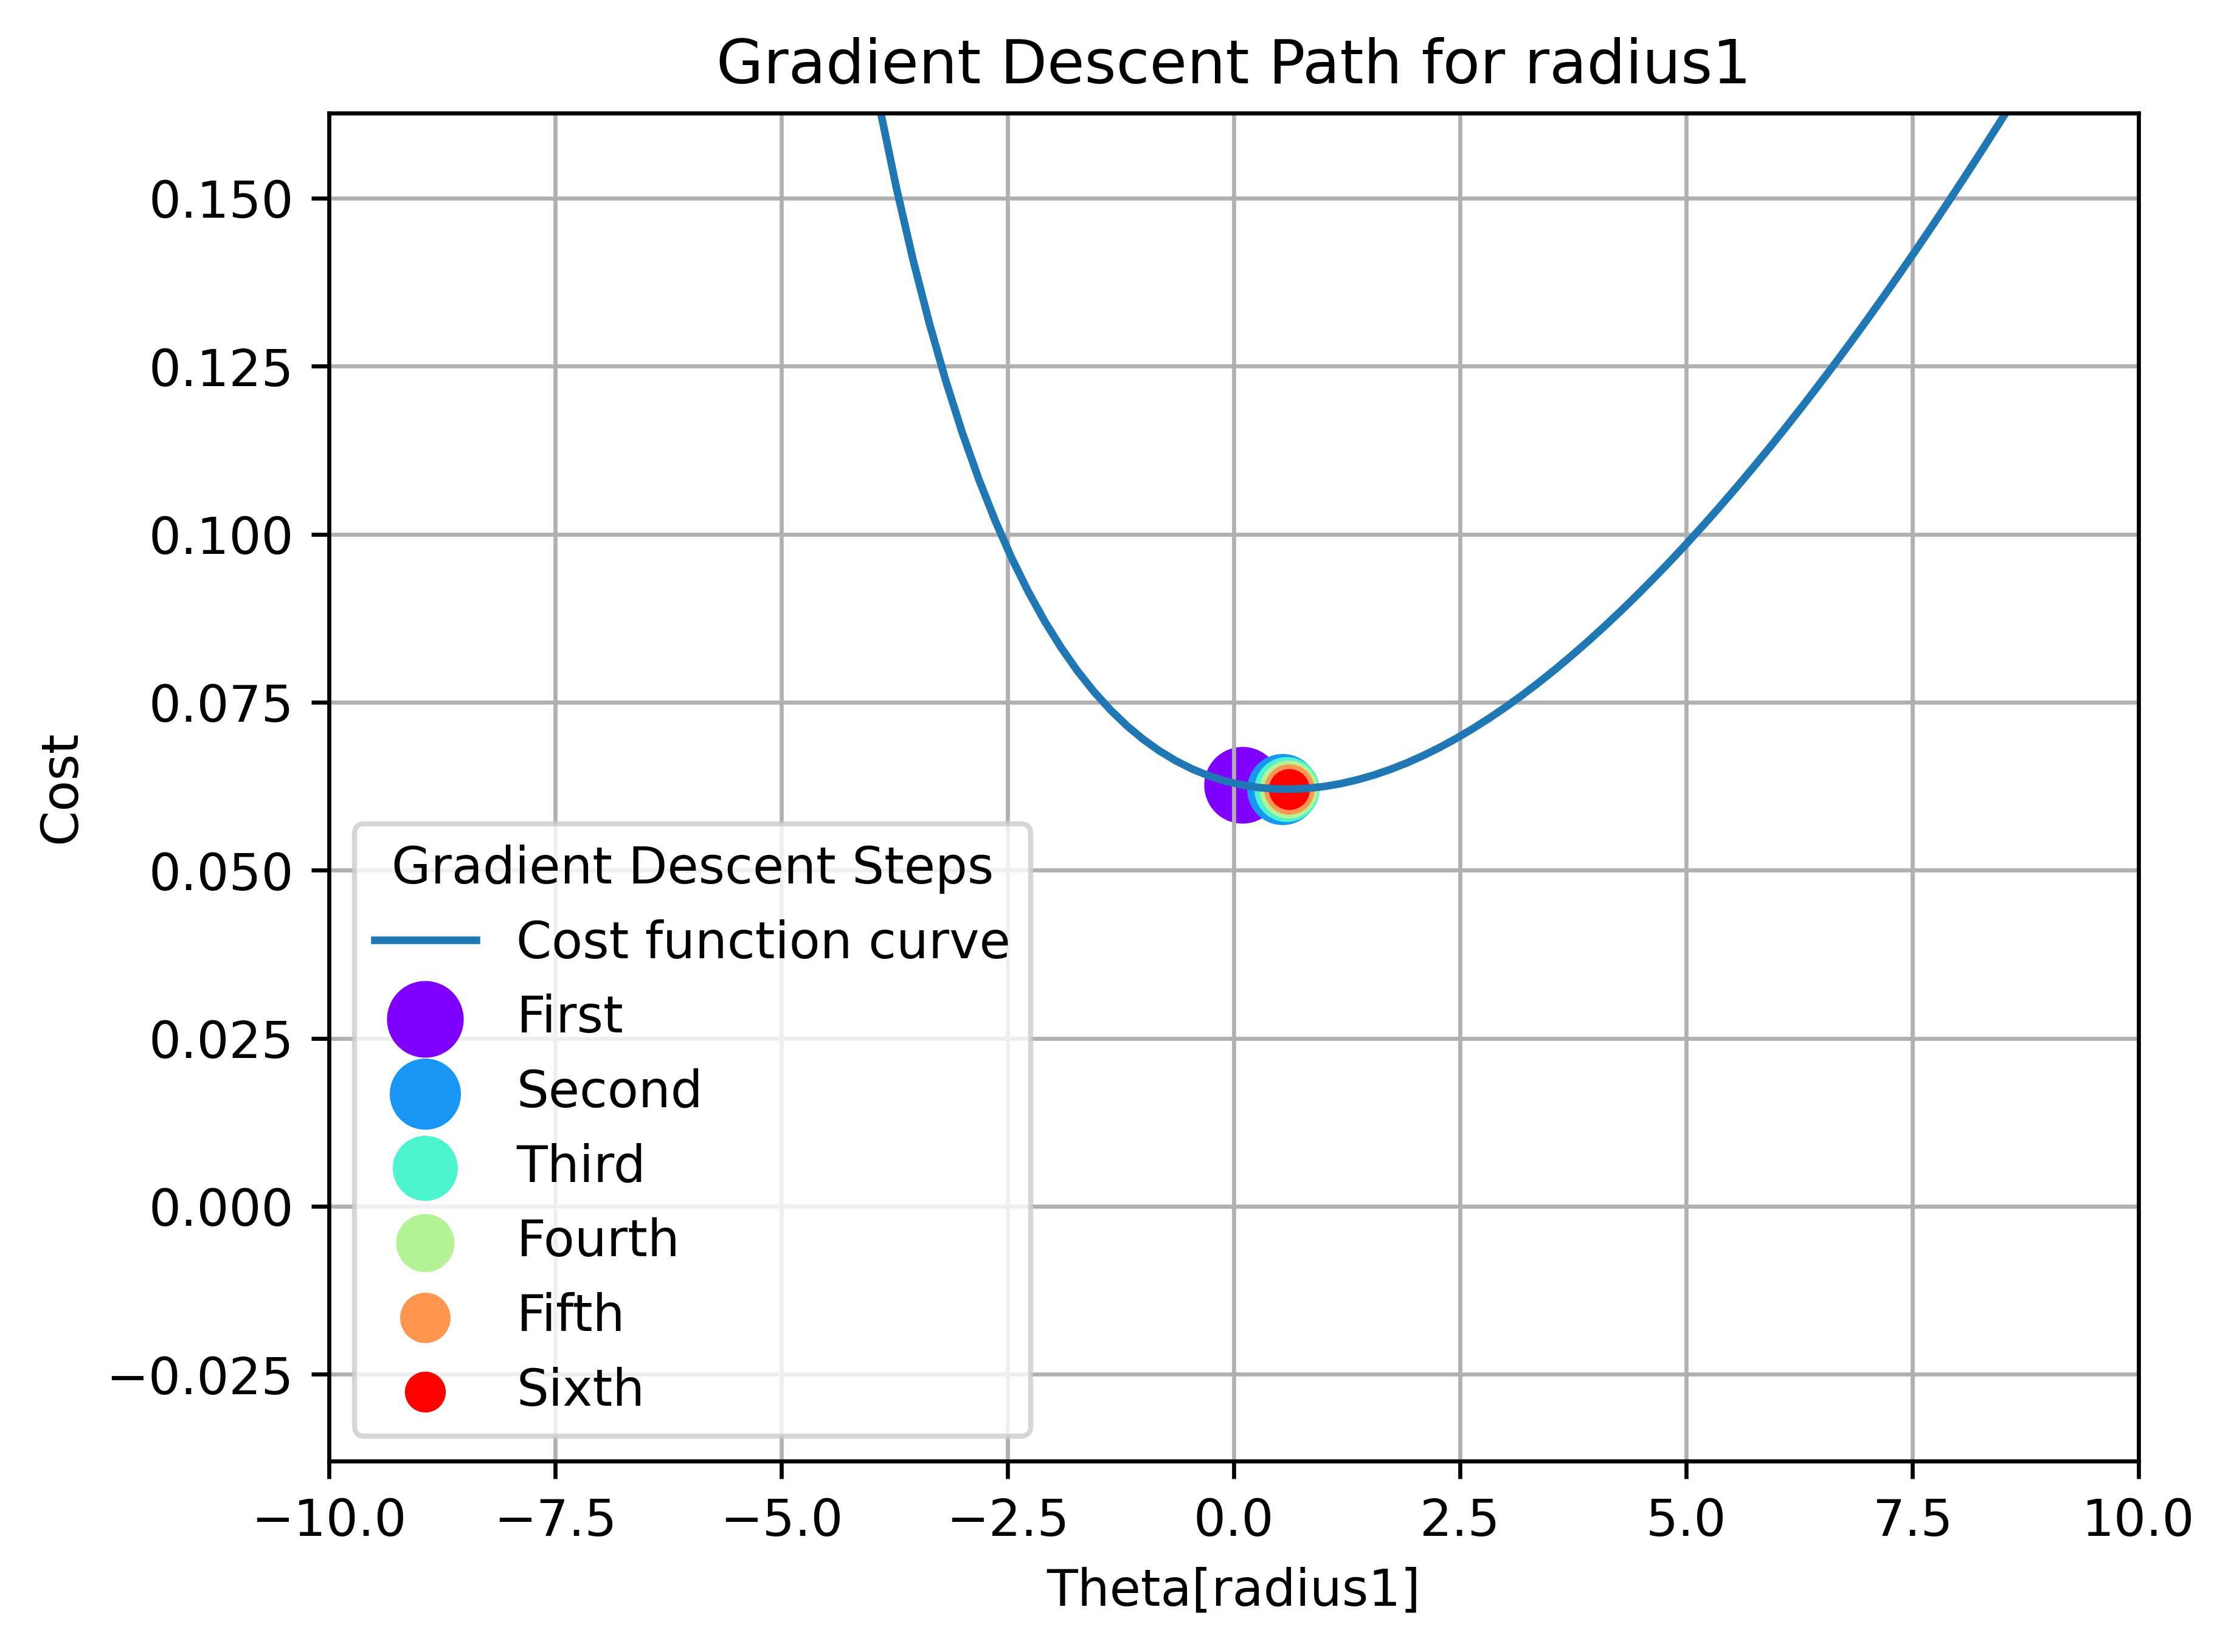 Gradient Descent Path for radius1
0.150
0.125
0.100
0.075
0.050
0.025
0.000
−0.025
Cost
Gradient Descent Steps
Cost function curve
First
Second
Third
Fourth
Fifth
Sixth
−10.0 −7.5 −5.0 −2.5 0.0 2.5 5.0 7.5 10.0
Theta[radius1]